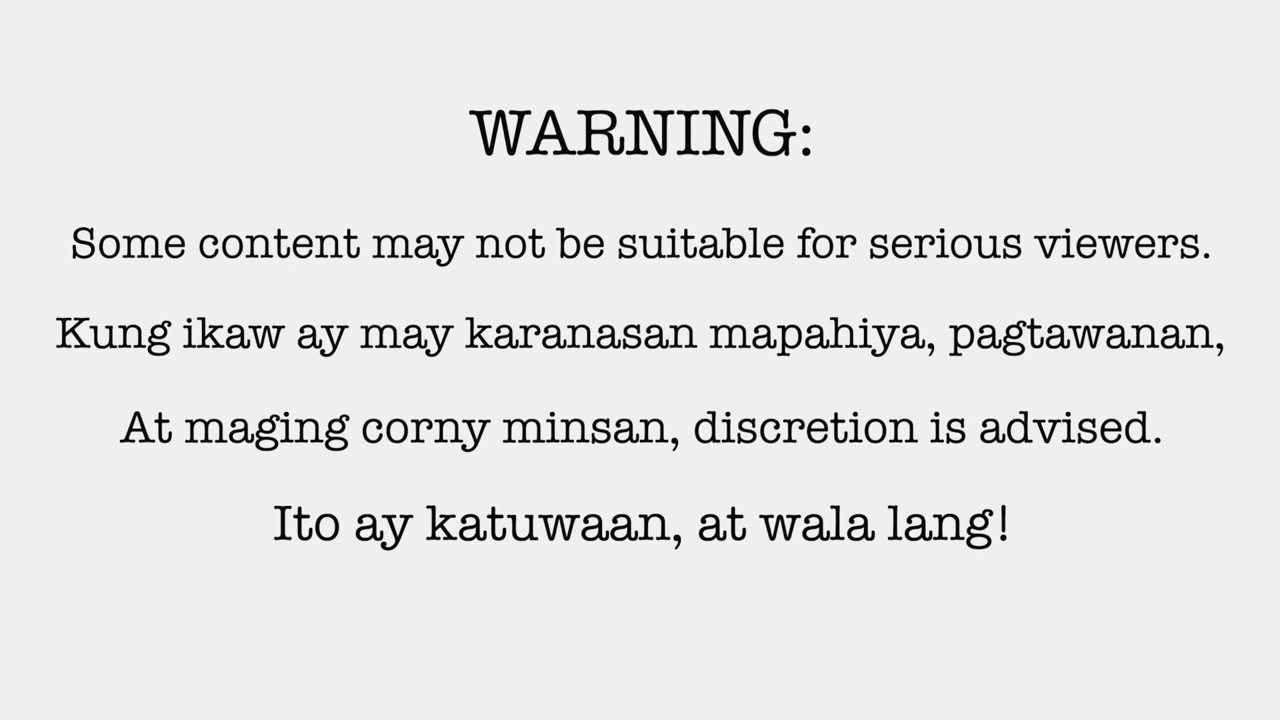 WARNING:
Some content may not be suitable for serious viewers.
Kung ikaw ay may karanasan mapahiya, pagtawanan,
At maging corny minsan, discretion is advised.
Ito ay katuwaan, at wala lang!